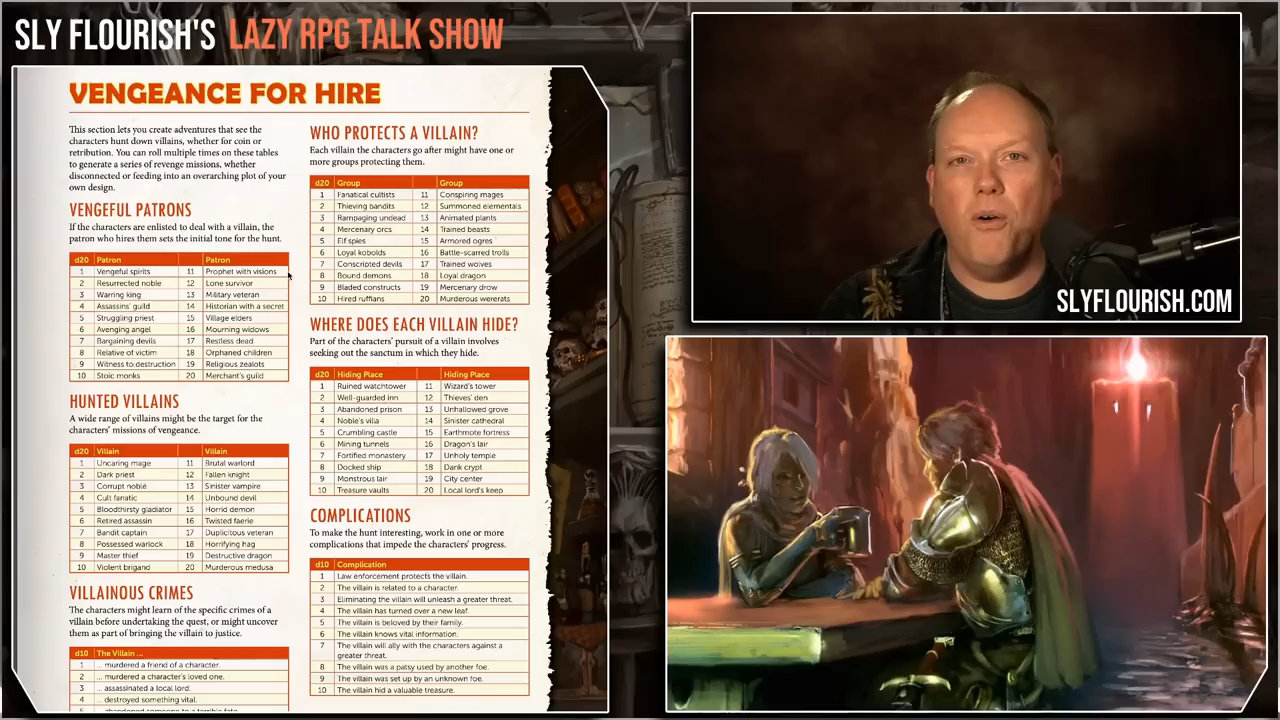 SLY FLOURISH'S LAZY RPG TALK SHOW
VENGEANCE FOR HIRE
This section lets you create adventures that see the
characters hunt down villains, whether for coin or
retribution. You can roll multiple times on these tables
to generate a series of revenge missions, whether
disconnected or feeding into an overarching plot of your
own design.
VENGEFUL PATRONS
If the characters are enlisted to deal with a villain, the
patron who hires them sets the initial tone for the hunt.
d20 Patron Patron
1 Vengeful spirits 11 Prophet with visions
2 Resurrected noble 12 Lone survivor
3 Warring king 13 Military veteran
4 Assassins' guild 14 Historian with a secret
5 Struggling priest 15 Village elders
6 Avenging angel 16 Mourning widows
7 Bargaining devils 17 Restless dead
8 Relative of victim 18 Orphaned children
9 Witness to destruction 19 Religious zealots
10 Stoic monks 20 Merchant's guild
HUNTED VILLAINS
A wide range of villains might be the target for the
characters' missions of vengeance.
d20 Villain Villain
1 Uncaring mage 11 Brutal warlord
2 Dark priest 12 Fallen knight
3 Corrupt noble 13 Sinister vampire
4 Cult fanatic 14 Unbound devil
5 Bloodthirsty gladiator 15 Horrid demon
6 Retired assassin 16 Twisted faerie
7 Bandit captain 17 Duplicitous veteran
8 Possessed warlock 18 Horrifying hag
9 Master thief 19 Destructive dragon
10 Violent brigand 20 Murderous medusa
VILLAINOUS CRIMES
The characters might learn of the specific crimes of a
villain before undertaking the quest, or might uncover
them as part of bringing the villain to justice.
d10 The Villain ...
1 ... murdered a friend of a character.
2 ... murdered a character's loved one.
3 ... assassinated a local lord.
4 ... destroyed something vital.
5 ... abandoned someone to a terrible fate.
WHO PROTECTS A VILLAIN?
Each villain the characters go after might have one or
more groups protecting them.
d20 Group Group
1 Fanatical cultists 11 Conspiring mages
2 Thieving bandits 12 Summoned elementals
3 Rampaging undead 13 Animated plants
4 Mercenary orcs 14 Trained beasts
5 Elf spies 15 Armored ogres
6 Loyal kobolds 16 Battle-scarred trolls
7 Conscripted devils 17 Trained wolves
8 Bound demons 18 Loyal dragon
9 Bladed constructs 19 Mercenary drow
10 Hired ruffians 20 Murderous wererats
WHERE DOES EACH VILLAIN HIDE?
Part of the characters' pursuit of a villain involves
seeking out the sanctum in which they hide.
d20 Hiding Place Hiding Place
1 Ruined watchtower 11 Wizard's tower
2 Well-guarded inn 12 Thieves' den
3 Abandoned prison 13 Unhallowed grove
4 Noble's villa 14 Sinister cathedral
5 Crumbling castle 15 Earthmote fortress
6 Mining tunnels 16 Dragon's lair
7 Fortified monastery 17 Unholy temple
8 Docked ship 18 Dank crypt
9 Monstrous lair 19 City center
10 Treasure vaults 20 Local lord's keep
COMPLICATIONS
To make the hunt interesting, work in one or more
complications that impede the characters' progress.
d10 Complication
1 Law enforcement protects the villain.
2 The villain is related to a character.
3 Eliminating the villain will unleash a greater threat.
4 The villain has turned over a new leaf.
5 The villain is beloved by their family.
6 The villain knows vital information.
7 The villain will ally with the characters against a
greater threat.
8 The villain was a patsy used by another foe.
9 The villain was set up by an unknown foe.
10 The villain hid a valuable treasure.
SLYFLOURISH.COM